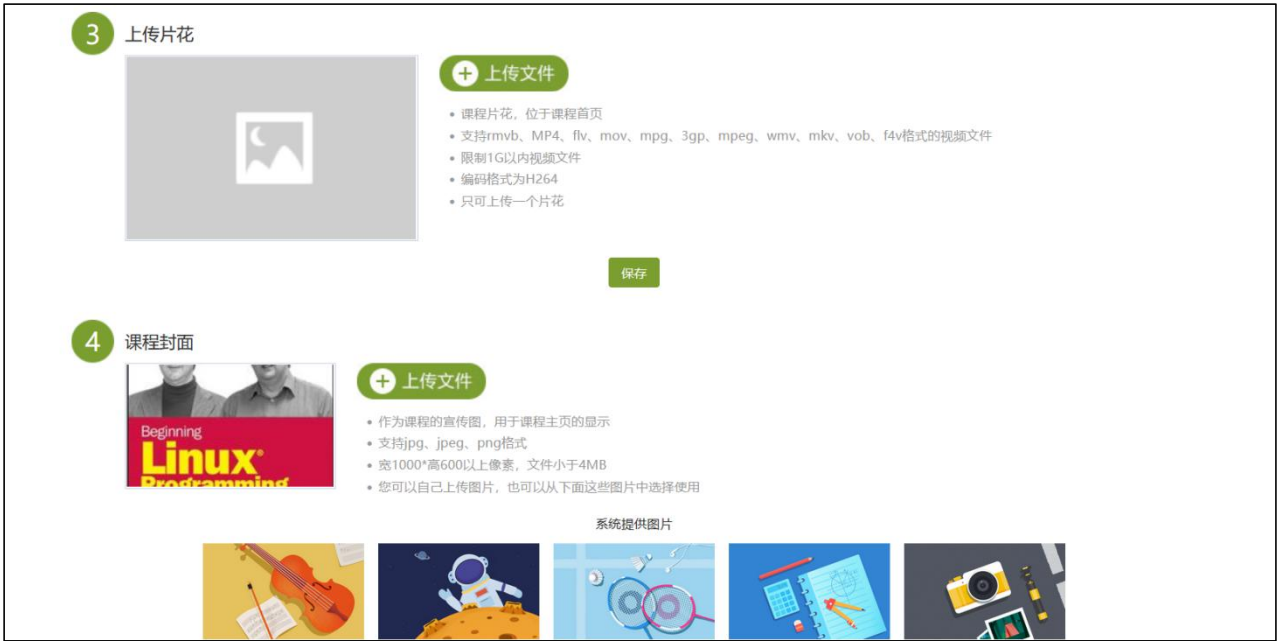 3 上传片花
上传文件
课程片花，位于课程首页
支持rmvb、MP4、flv、mov、mpg、3gp、mpeg、wmv、mkv、vob、f4v格式的视频文件
限制1G以内视频文件
编码格式为H264
只可上传一个片花
保存
4 课程封面
Beginning
Linux®
Programming
上传文件
作为课程的宣传图，用于课程主页的显示
支持jpg、jpeg、png格式
宽1000*高600以上像素，文件小于4MB
您可以自己上传图片，也可以从下面这些图片中选择使用
系统提供图片